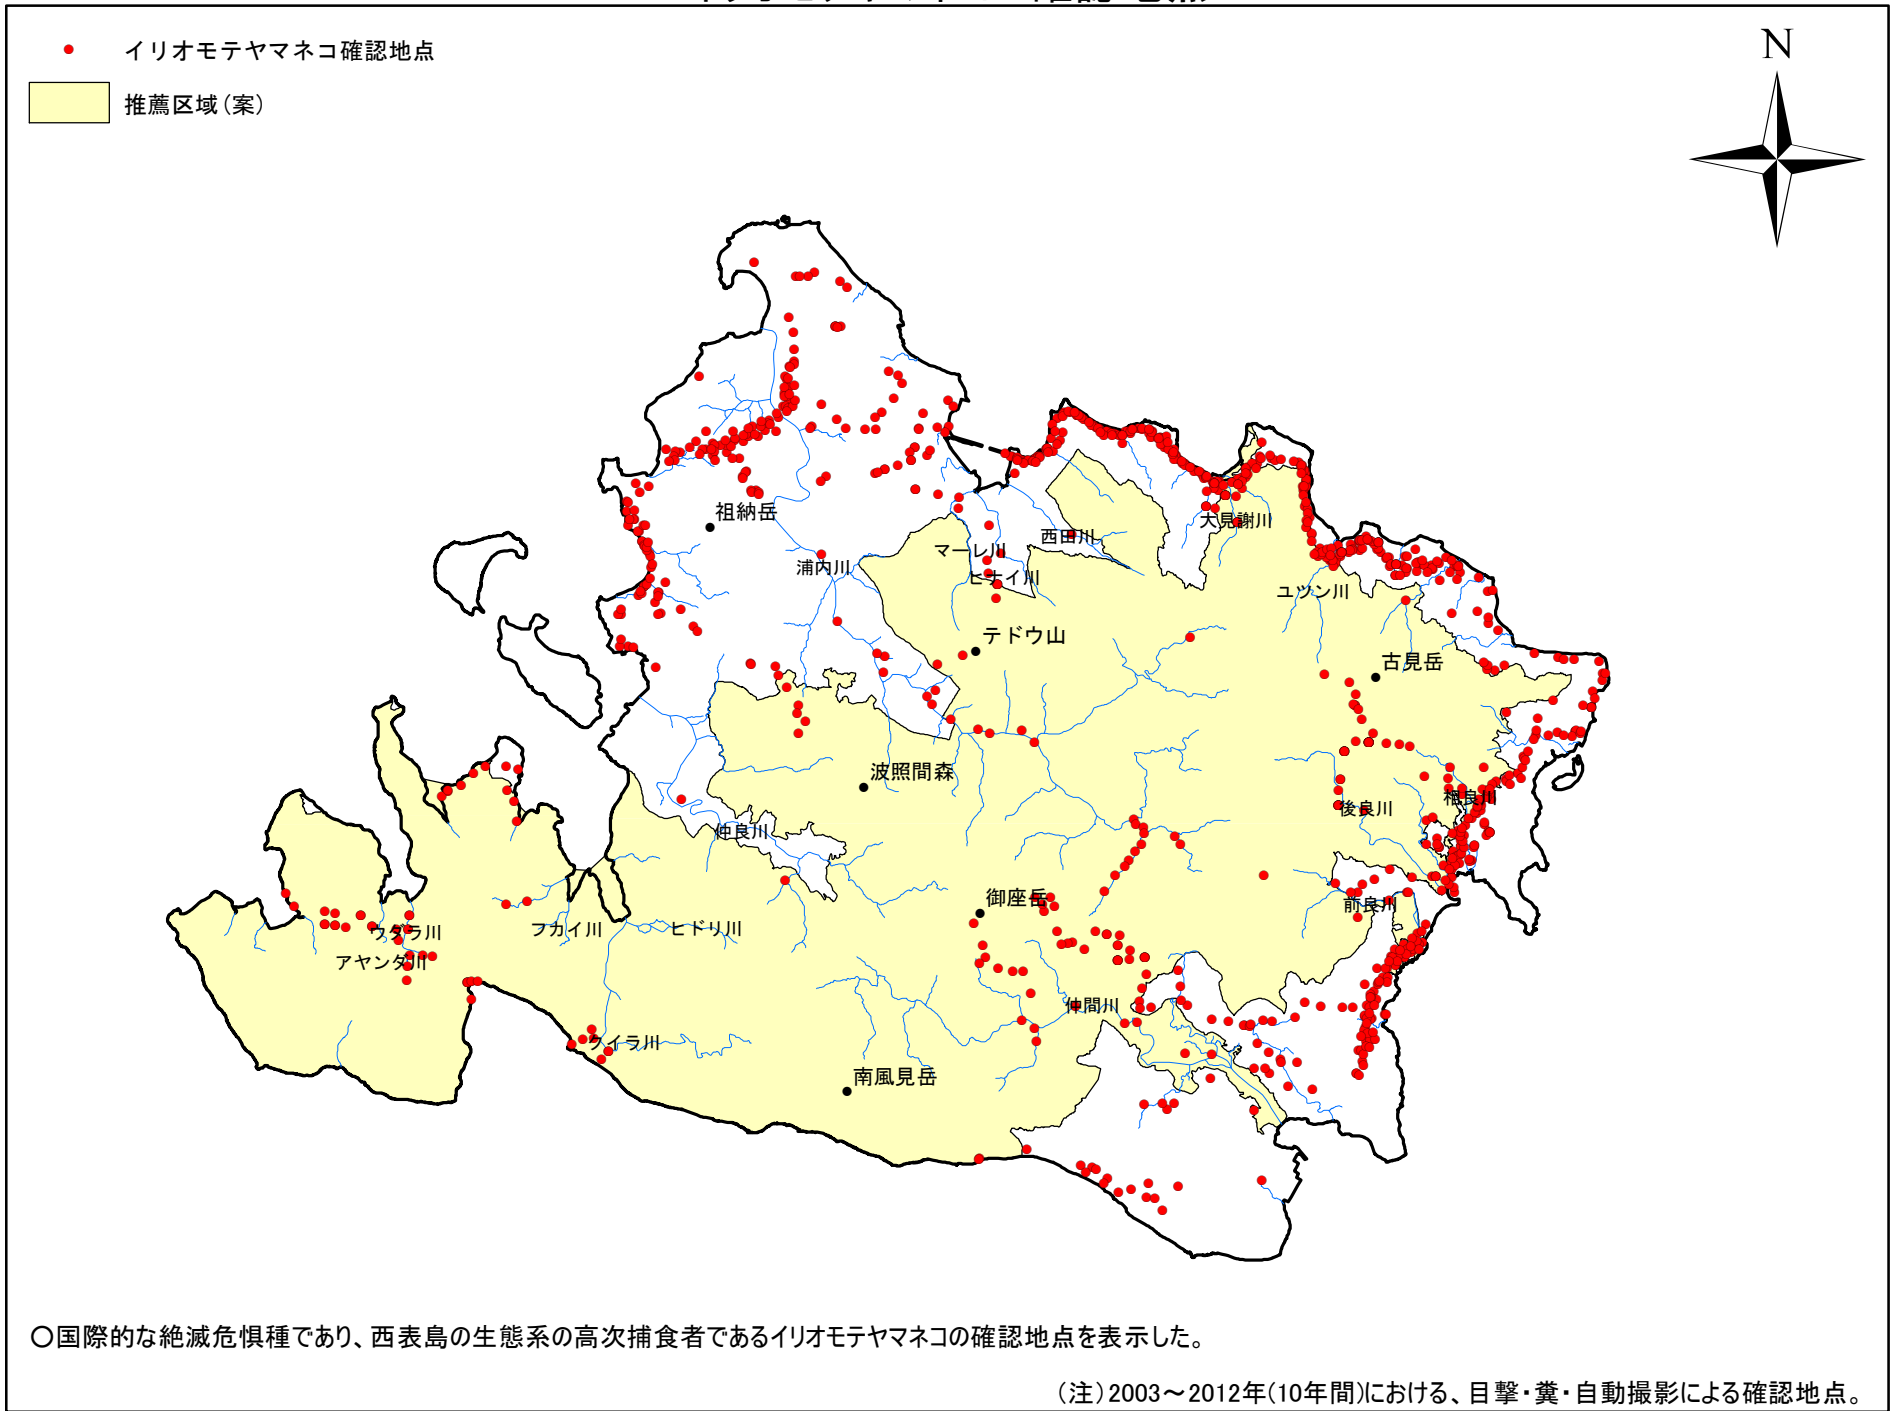 イリオモテヤマネコ確認地点
推薦区域(案)
N
祖納岳
浦内川
マーレ川
ヒナイ川
西田川
大見謝川
ユツン川
テドウ山
古見岳
波照間森
仲良川
後良川
相良川
前良川
御座岳
ウダラ川
アヤンダ川
フカイ川
ヒドリ川
クイラ川
仲間川
南風見岳
○国際的な絶滅危惧種であり、西表島の生態系の高次捕食者であるイリオモテヤマネコの確認地点を表示した。
(注)2003～2012年(10年間)における、目撃・糞・自動撮影による確認地点。